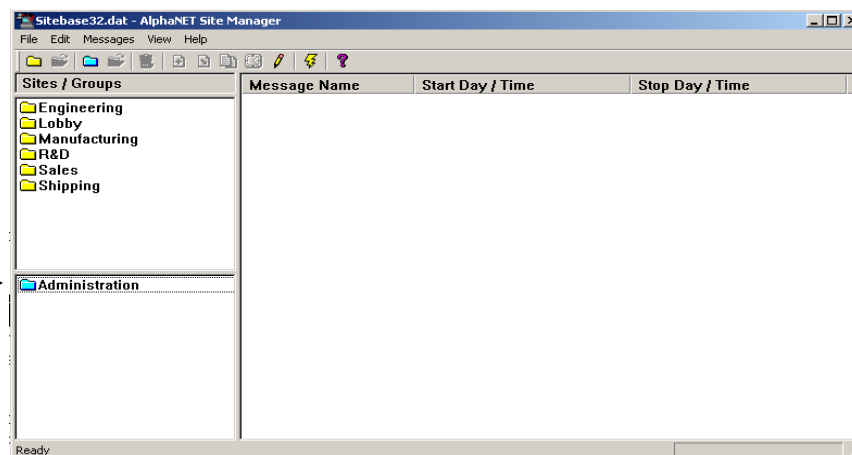 Sitebase32.dat - AlphaNET Site Manager
File Edit Messages View Help
Sites / Groups Message Name Start Day / Time Stop Day / Time
Engineering
Lobby
Manufacturing
R&D
Sales
Shipping
Administration
Ready